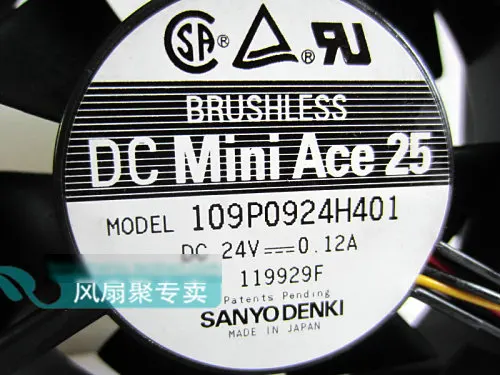 BRUSHLESS
DC Mini Ace 25
MODEL 109P0924H401
DC 24V⎓0.12A
119929F
Patents Pending
SANYO DENKI
MADE IN JAPAN
风扇聚专卖